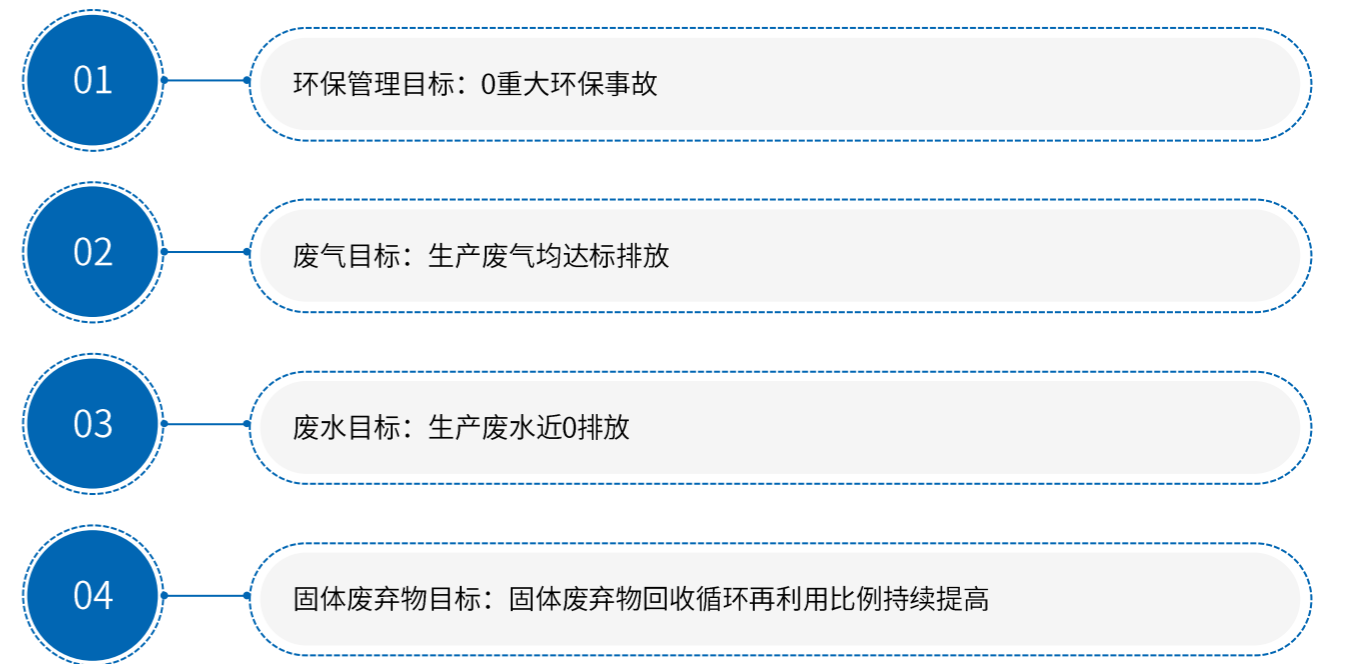 01
环保管理目标：0重大环保事故
02
废气目标：生产废气均达标排放
03
废水目标：生产废水近0排放
04
固体废弃物目标：固体废弃物回收循环再利用比例持续提高